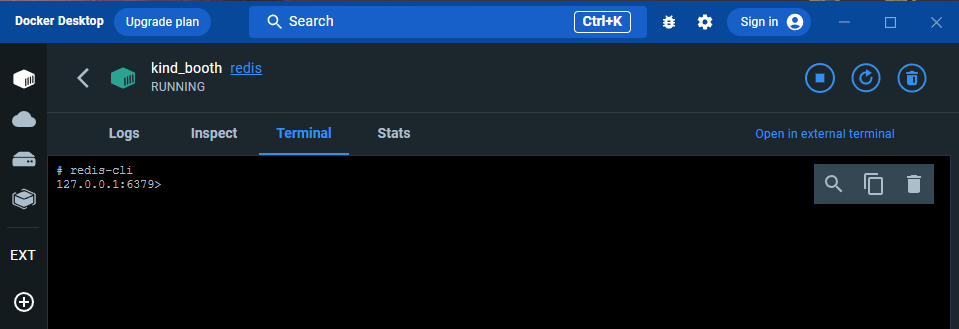 Docker Desktop Upgrade plan Search Ctrl+K Sign in
kind_booth redis
RUNNING
Logs Inspect Terminal Stats Open in external terminal
# redis-cli
127.0.0.1:6379>
EXT